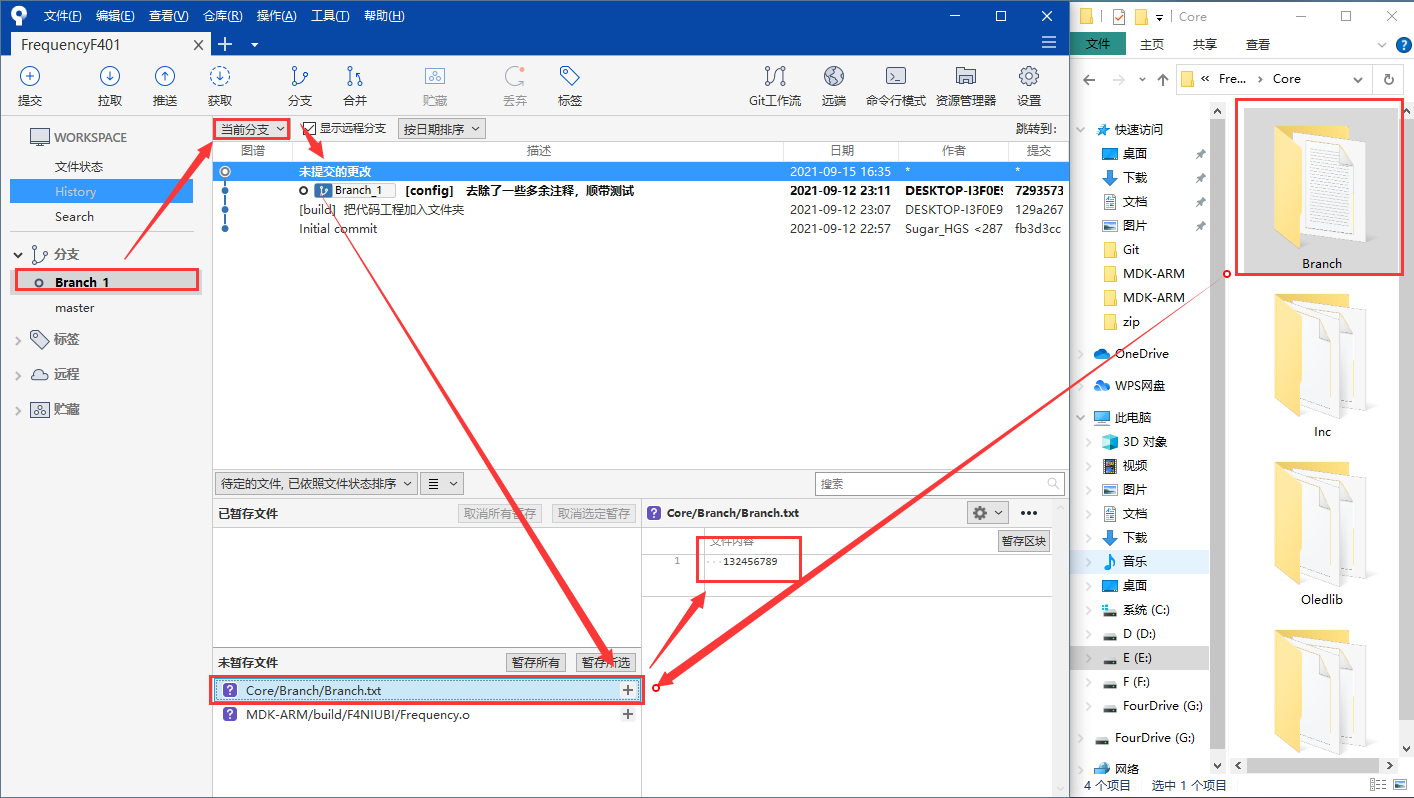 文件(F) 编辑(E) 查看(V) 仓库(R) 操作(A) 工具(T) 帮助(H)
FrequencyF401
提交 拉取 推送 获取 分支 合并 贮藏 丢弃 标签 Git工作流 远端 命令行模式 资源管理器 设置
WORKSPACE
文件状态
History
Search
分支
Branch_1
master
标签
远程
贮藏
当前分支 显示远程分支 按日期排序 跳转到:
图谱 描述 日期 作者 提交
未提交的更改 2021-09-15 16:35 * *
Branch_1 [config] 去除了一些多余注释，顺带测试 2021-09-12 23:11 DESKTOP-I3F0E9 7293573
[build] 把代码工程加入文件夹 2021-09-12 23:07 DESKTOP-I3F0E9 129a267
Initial commit 2021-09-12 22:57 Sugar_HGS <287 fb3d3cc
待定的文件, 已依照文件状态排序 搜索
已暂存文件 取消所有暂存 取消选定暂存
未暂存文件 暂存所有 暂存所选
Core/Branch/Branch.txt
MDK-ARM/build/F4NIUBI/Frequency.o
Core/Branch/Branch.txt
文件内容 暂存区块
1 132456789
Core
文件 主页 共享 查看
« Fre... › Core
快速访问
桌面
下载
文档
图片
Git
MDK-ARM
MDK-ARM
zip
OneDrive
WPS网盘
此电脑
3D 对象
视频
图片
文档
下载
音乐
桌面
系统 (C:)
D (D:)
E (E:)
F (F:)
FourDrive (G:)
FourDrive (G:)
网络
Branch
Inc
Oledlib
4 个项目 选中 1 个项目